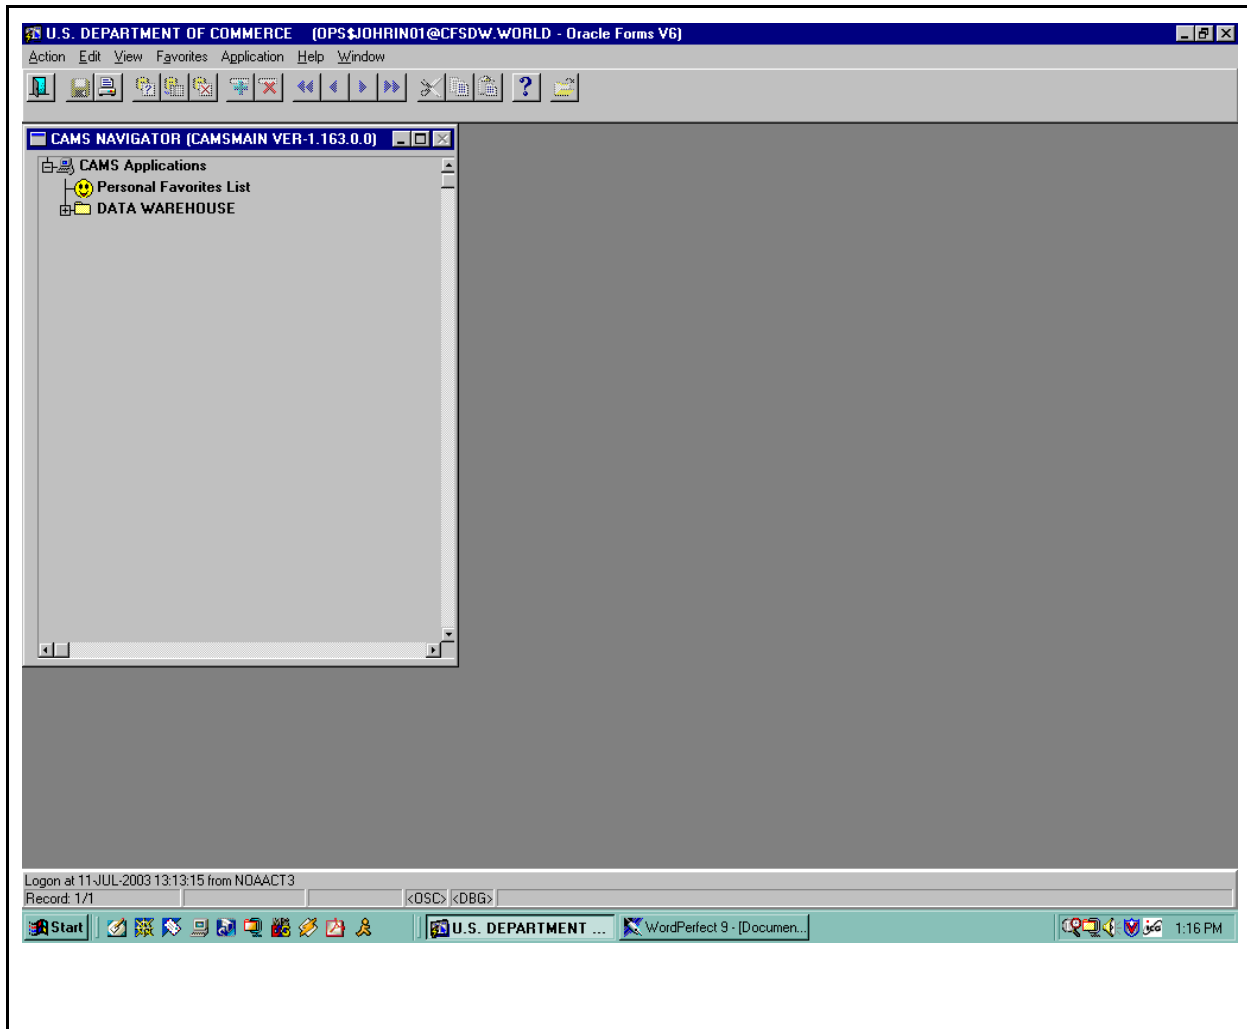 U.S. DEPARTMENT OF COMMERCE (OPS$JOHRIN01@CFSDW.WORLD - Oracle Forms V6)
Action Edit View Favorites Application Help Window
CAMS NAVIGATOR (CAMSMAIN VER-1.163.0.0)
CAMS Applications
Personal Favorites List
DATA WAREHOUSE
Logon at 11-JUL-2003 13:13:15 from NOAACT3
Record: 1/1 <OSC> <DBG>
Start U.S. DEPARTMENT ... WordPerfect 9 - [Documen... 1:16 PM